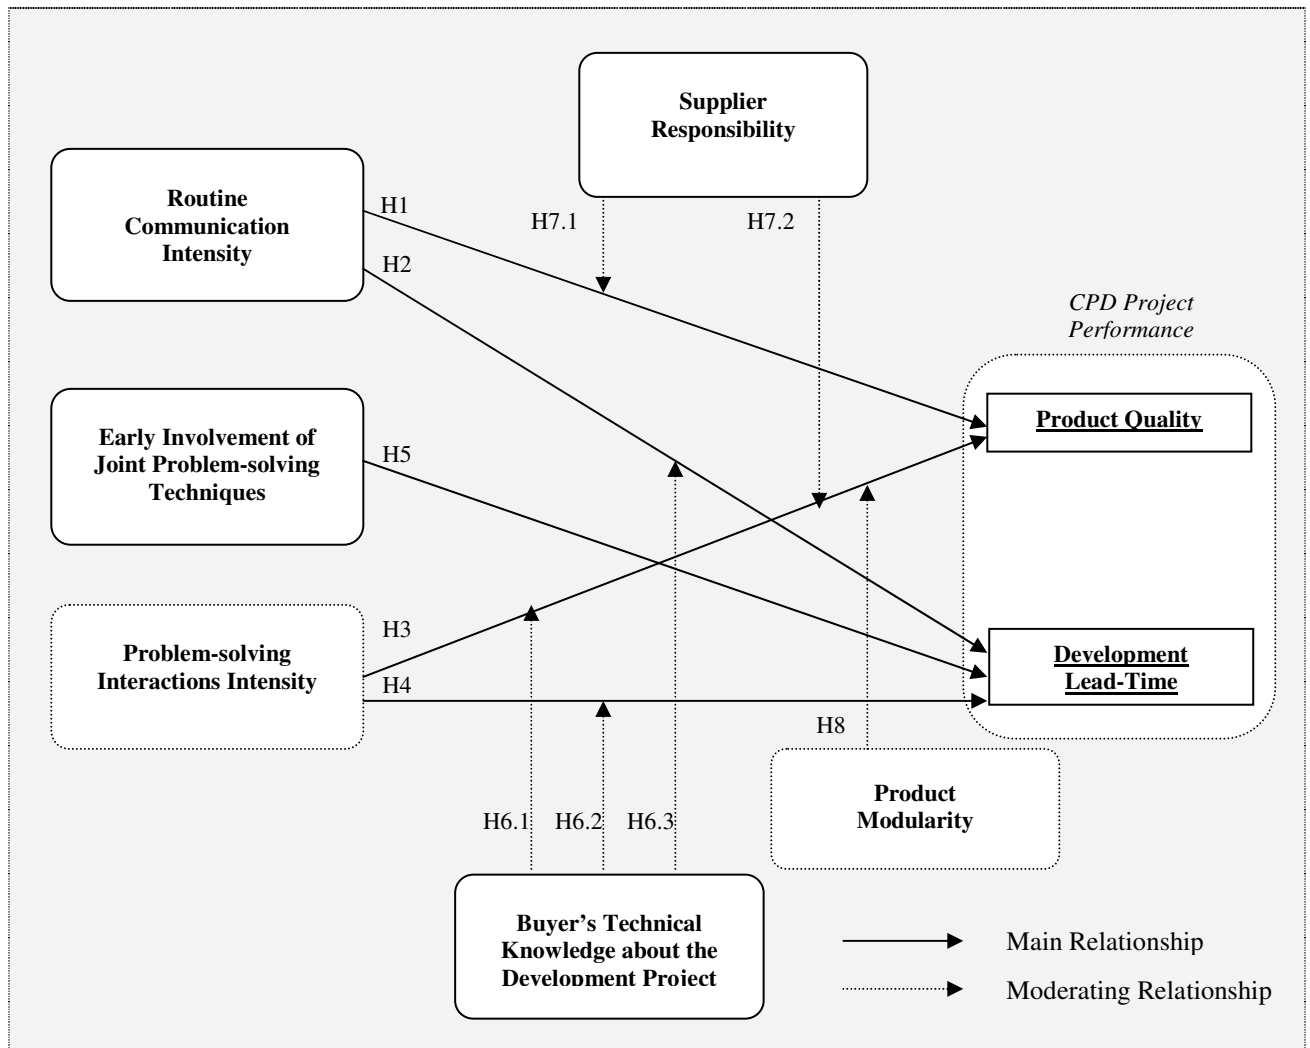 Supplier
Responsibility
Routine
Communication
Intensity
H1
H2
H7.1
H7.2
CPD Project
Performance
Product Quality
Early Involvement of
Joint Problem-solving
Techniques
H5
Problem-solving
Interactions Intensity
H3
H4
Development
Lead-Time
H8
Product
Modularity
H6.1
H6.2
H6.3
Buyer’s Technical
Knowledge about the
Development Project
Main Relationship
Moderating Relationship